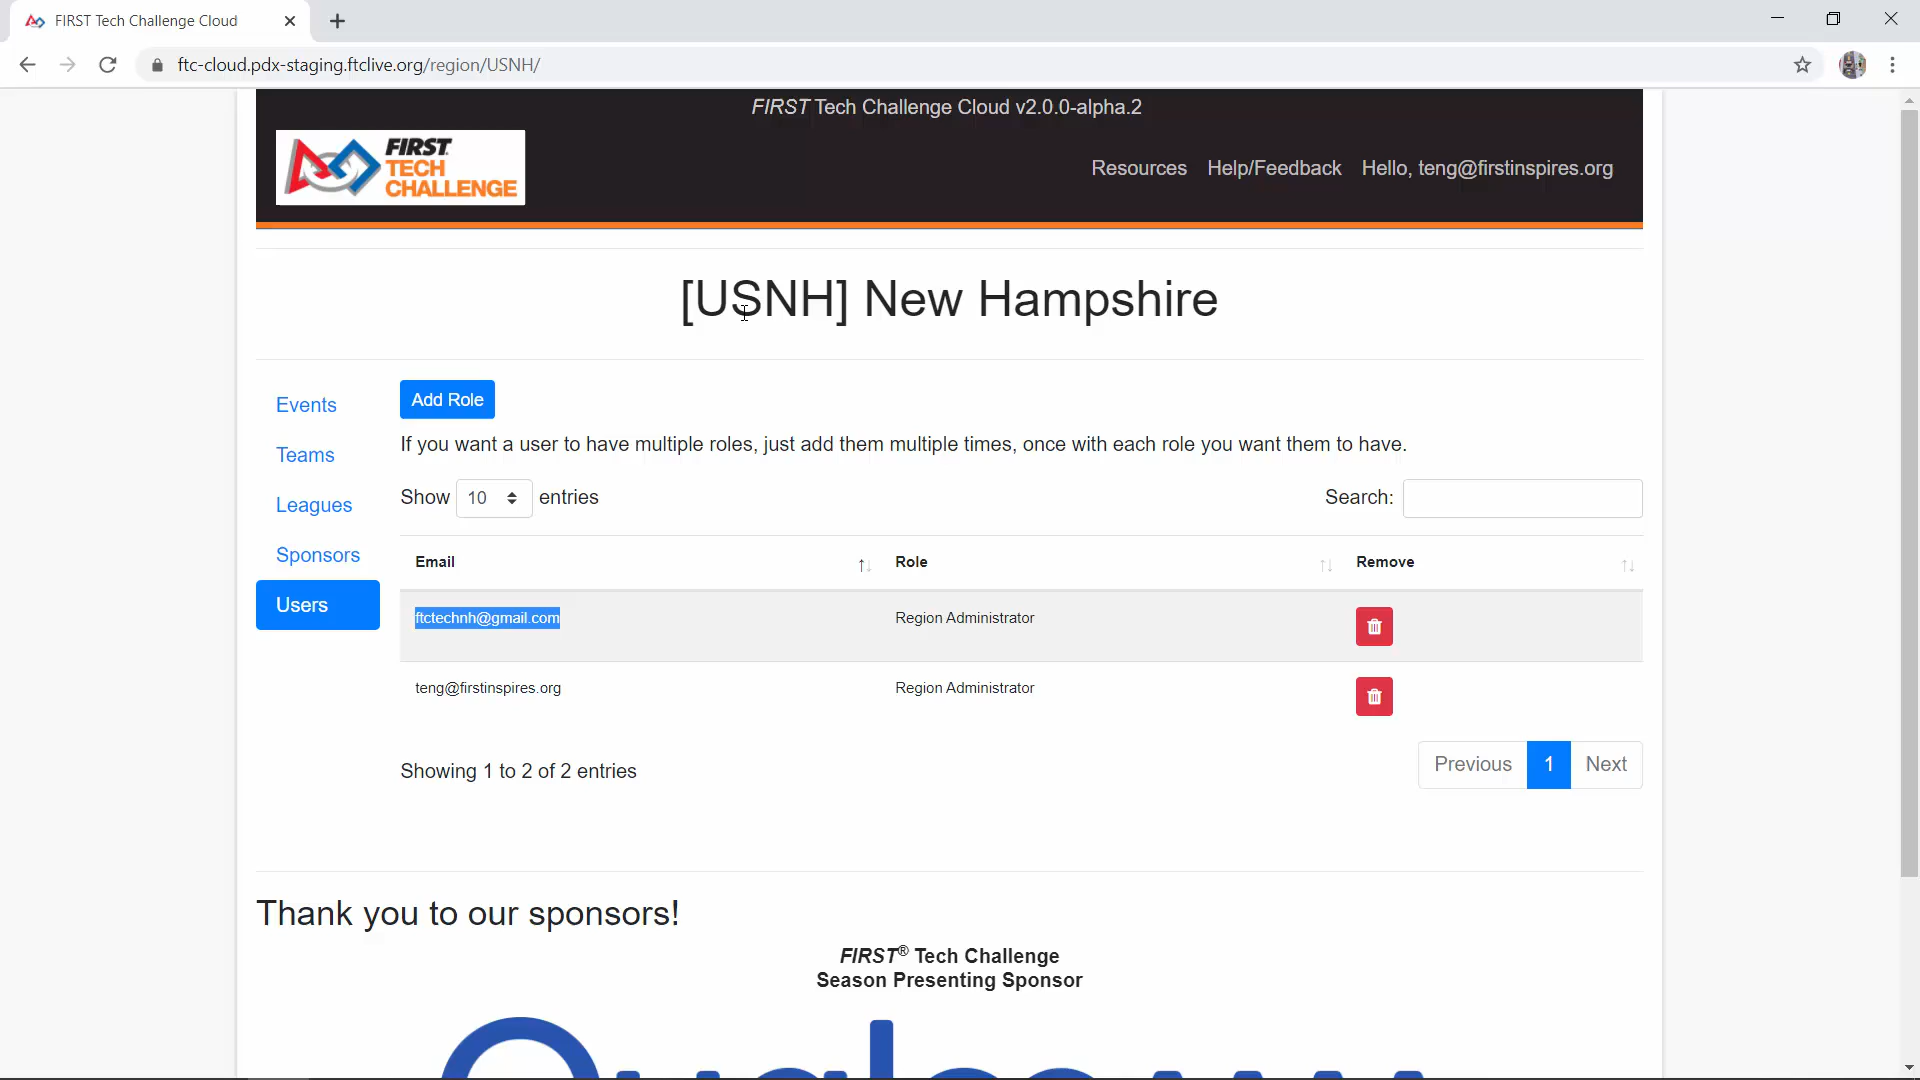 FIRST Tech Challenge Cloud
ftc-cloud.pdx-staging.ftclive.org/region/USNH/
FIRST Tech Challenge Cloud v2.0.0-alpha.2
FIRST
TECH
CHALLENGE
Resources Help/Feedback Hello, teng@firstinspires.org
[USNH] New Hampshire
Events
Teams
Leagues
Sponsors
Users
Add Role
If you want a user to have multiple roles, just add them multiple times, once with each role you want them to have.
Show 10 entries
Search:
Email Role Remove
ftctechnh@gmail.com Region Administrator
teng@firstinspires.org Region Administrator
Showing 1 to 2 of 2 entries
Previous 1 Next
Thank you to our sponsors!
FIRST® Tech Challenge
Season Presenting Sponsor